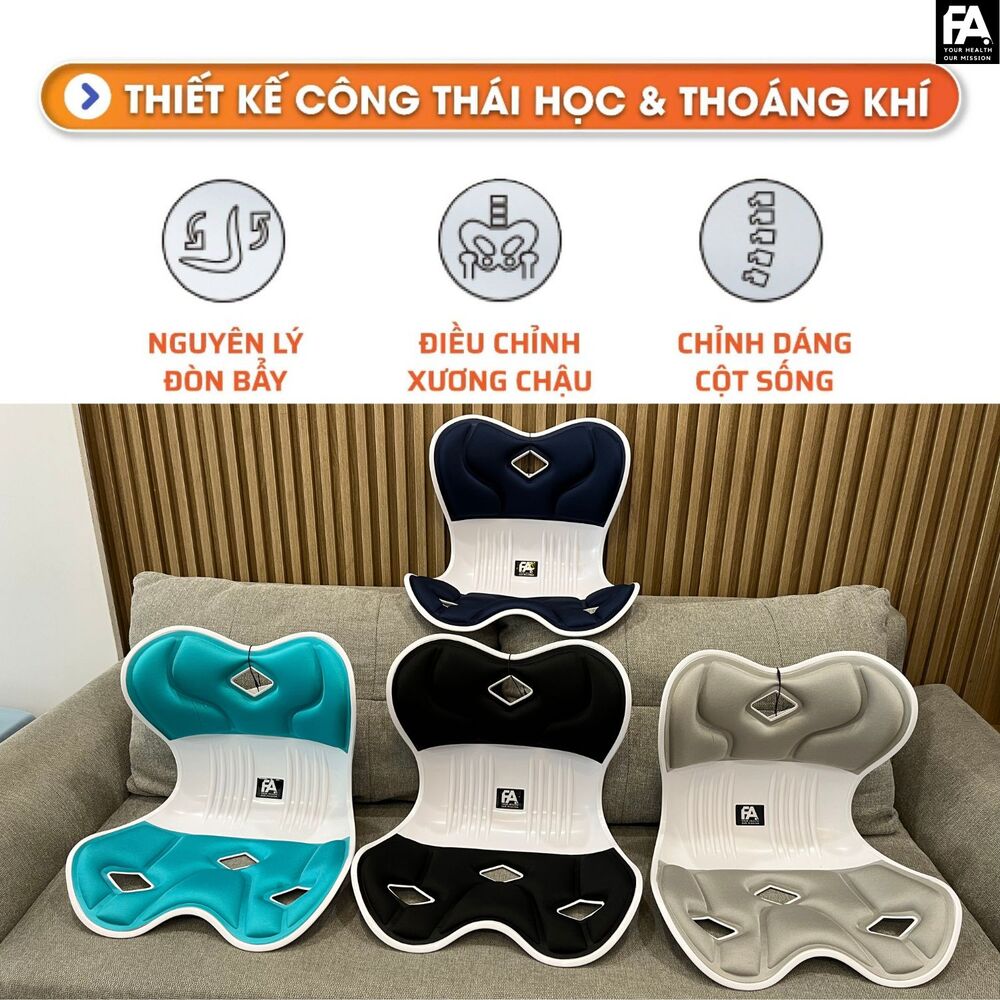 FA.
YOUR HEALTH
OUR MISSION
THIẾT KẾ CÔNG THÁI HỌC & THOÁNG KHÍ
NGUYÊN LÝ
ĐÒN BẨY
ĐIỀU CHỈNH
XƯƠNG CHẬU
CHỈNH DÁNG
CỘT SỐNG
FA.
FA.
FA.
FA.